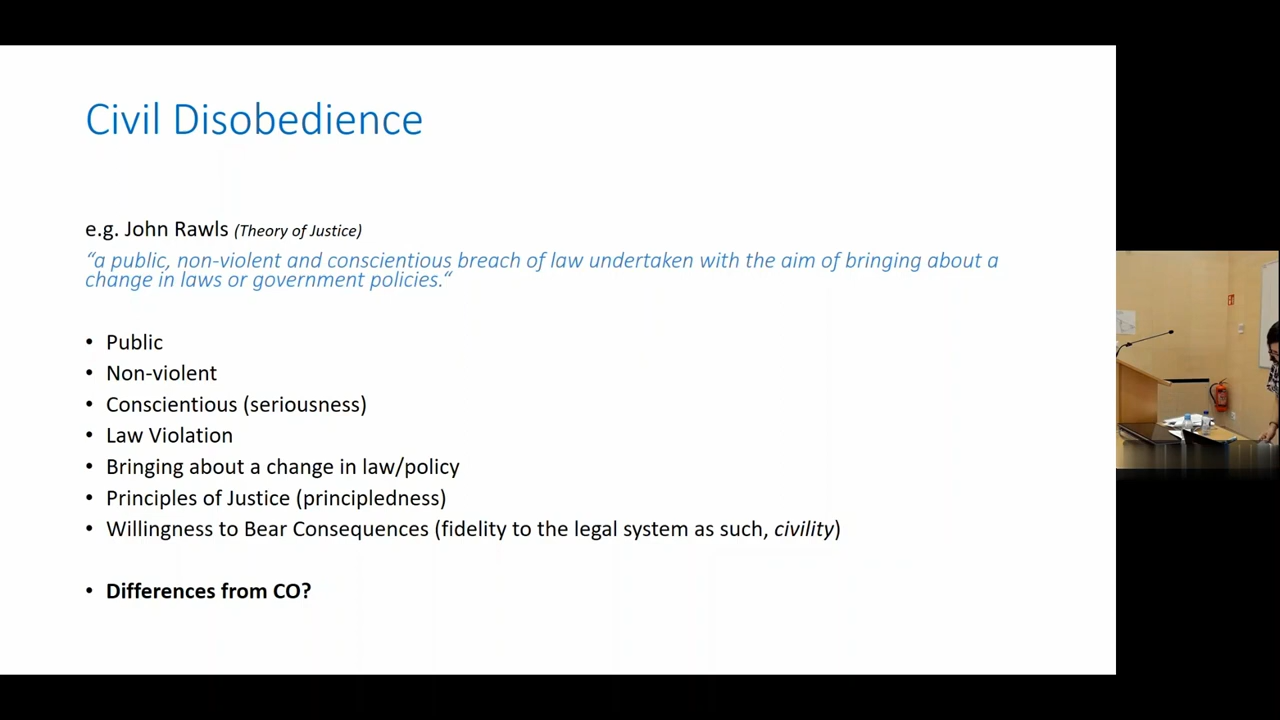 Civil Disobedience
e.g. John Rawls (Theory of Justice)
“a public, non-violent and conscientious breach of law undertaken with the aim of bringing about a
change in laws or government policies.“
• Public
• Non-violent
• Conscientious (seriousness)
• Law Violation
• Bringing about a change in law/policy
• Principles of Justice (principledness)
• Willingness to Bear Consequences (fidelity to the legal system as such, civility)
• Differences from CO?